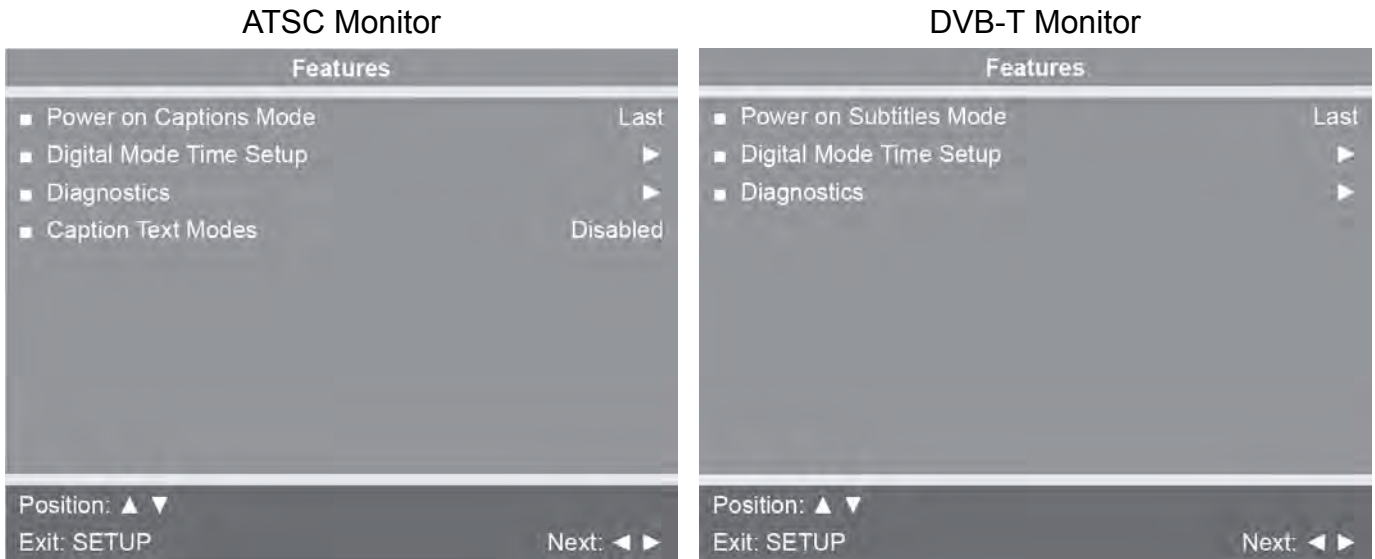 ATSC Monitor
Features
■ Power on Captions Mode Last
■ Digital Mode Time Setup ►
■ Diagnostics ►
■ Caption Text Modes Disabled
Position: ▲ ▼
Exit: SETUP Next: ◄ ►
DVB-T Monitor
Features
■ Power on Subtitles Mode Last
■ Digital Mode Time Setup ►
■ Diagnostics ►
Position: ▲ ▼
Exit: SETUP Next: ◄ ►